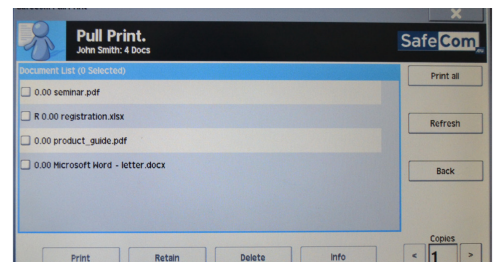 Pull Print.
John Smith: 4 Docs
SafeCom
Document List (0 Selected)
Print all
0.00 seminar.pdf
R 0.00 registration.xlsx
Refresh
0.00 product_guide.pdf
0.00 Microsoft Word - letter.docx
Back
Copies
Print Retain Delete Info < 1 >